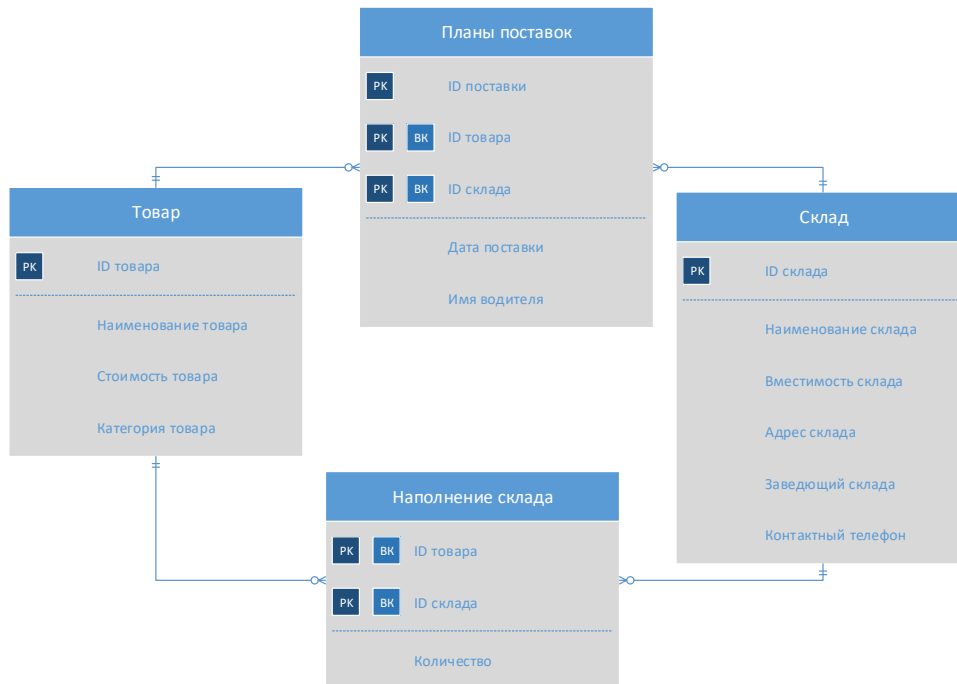 Планы поставок
PK ID поставки
PK ВК ID товара
PK ВК ID склада
Дата поставки
Имя водителя
Товар
PK ID товара
Наименование товара
Стоимость товара
Категория товара
Склад
PK ID склада
Наименование склада
Вместимость склада
Адрес склада
Заведющий склада
Контактный телефон
Наполнение склада
PK ВК ID товара
PK ВК ID склада
Количество